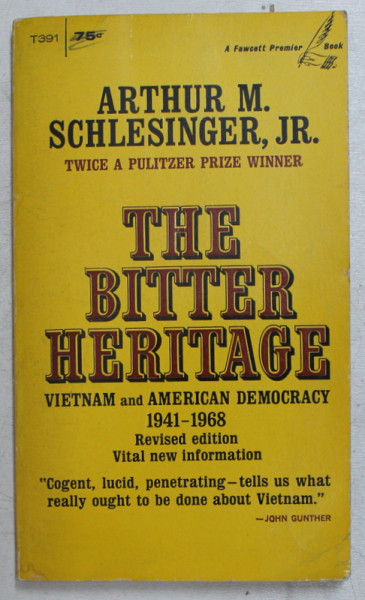 T391 75¢
A Fawcett Premier Book
ARTHUR M.
SCHLESINGER, JR.
TWICE A PULITZER PRIZE WINNER
THE
BITTER
HERITAGE
VIETNAM and AMERICAN DEMOCRACY
1941-1968
Revised edition
Vital new information
"Cogent, lucid, penetrating—tells us what
really ought to be done about Vietnam."
—JOHN GUNTHER